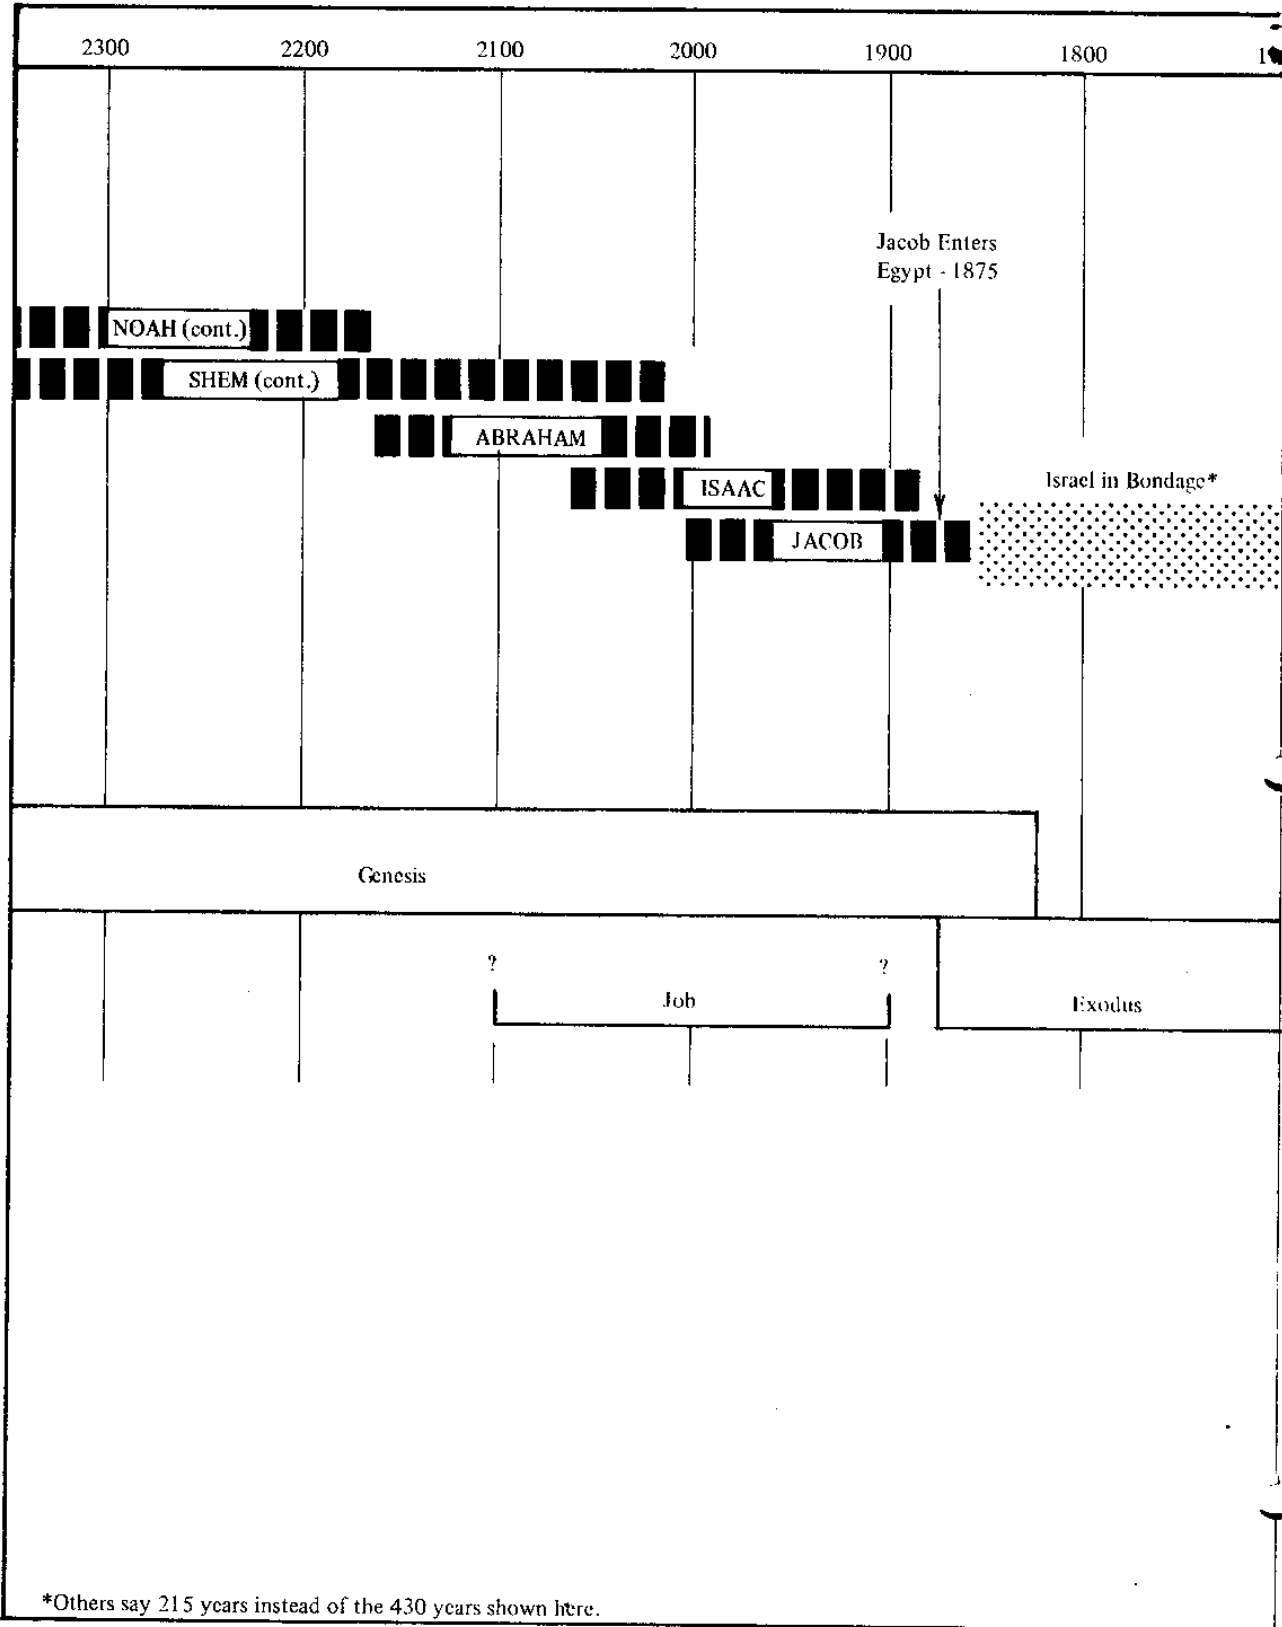 2300 2200 2100 2000 1900 1800
Jacob Enters
Egypt - 1875
NOAH (cont.)
SHEM (cont.)
ABRAHAM
ISAAC
Israel in Bondage*
JACOB
Genesis
? ?
Job
Exodus
*Others say 215 years instead of the 430 years shown here.